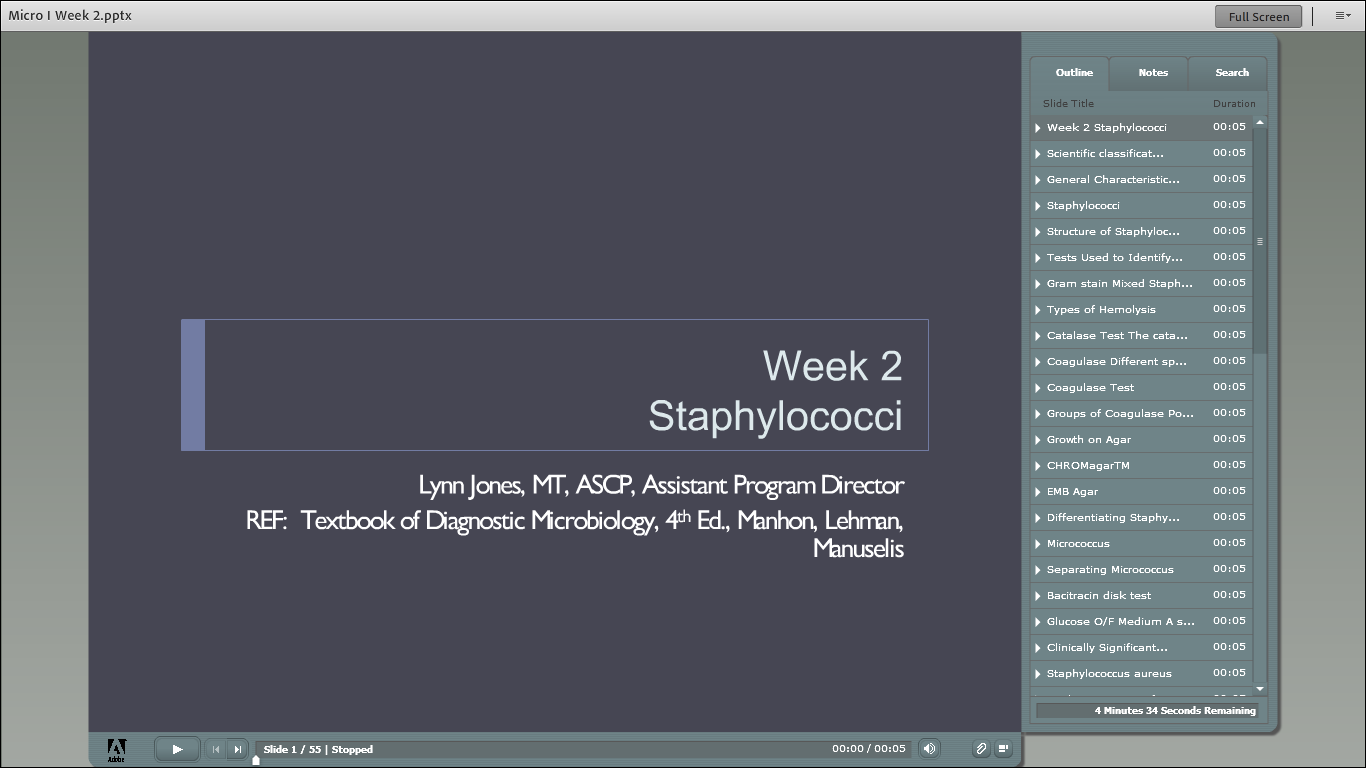 Micro I Week 2.pptx
Full Screen
Week 2
Staphylococci
Lynn Jones, MT, ASCP, Assistant Program Director
REF: Textbook of Diagnostic Microbiology, 4th Ed., Manhon, Lehman,
Manuselis
Outline Notes Search
Slide Title Duration
Week 2 Staphylococci 00:05
Scientific classificat... 00:05
General Characteristic... 00:05
Staphylococci 00:05
Structure of Staphyloc... 00:05
Tests Used to Identify... 00:05
Gram stain Mixed Staph... 00:05
Types of Hemolysis 00:05
Catalase Test The cata... 00:05
Coagulase Different sp... 00:05
Coagulase Test 00:05
Groups of Coagulase Po... 00:05
Growth on Agar 00:05
CHROMagarTM 00:05
EMB Agar 00:05
Differentiating Staphy... 00:05
Micrococcus 00:05
Separating Micrococcus 00:05
Bacitracin disk test 00:05
Glucose O/F Medium A s... 00:05
Clinically Significant... 00:05
Staphylococcus aureus 00:05
4 Minutes 34 Seconds Remaining
Adobe
Slide 1 / 55 | Stopped 00:00 / 00:05